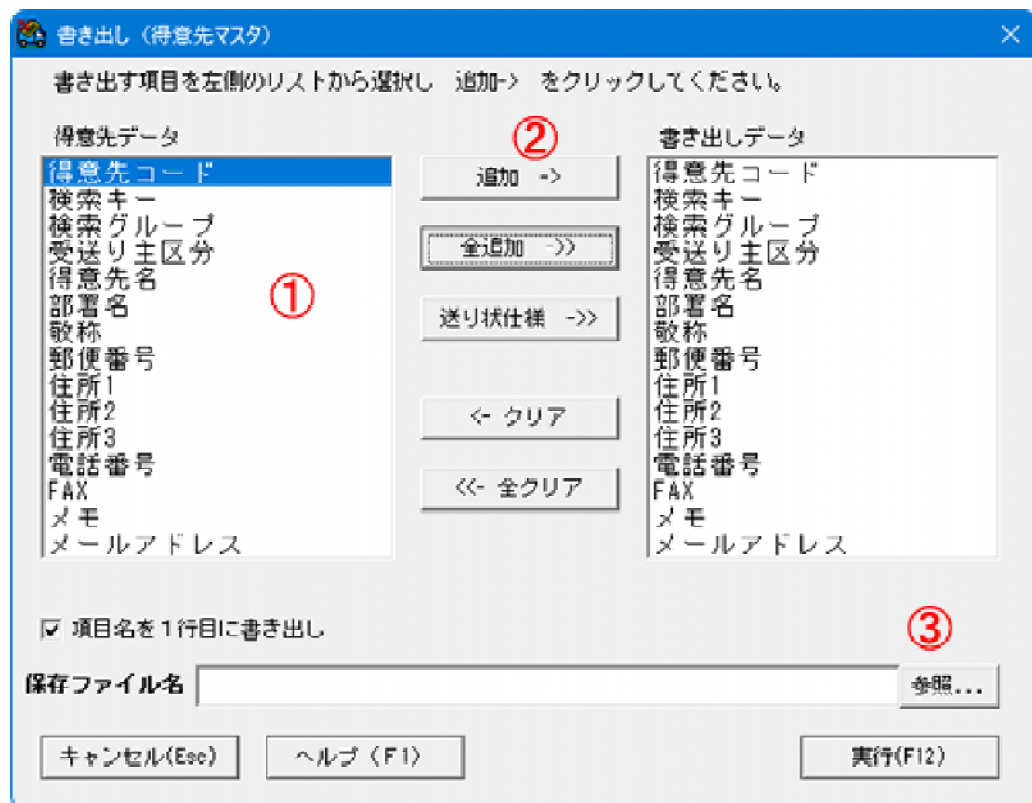 書き出し（得意先マスタ）
書き出す項目を左側のリストから選択し 追加-> をクリックしてください。
得意先データ
②
書き出しデータ
得意先コード
検索キー
検索グループ
受送り主区分
得意先名
部署名
敬称
郵便番号
住所1
住所2
住所3
電話番号
FAX
メモ
メールアドレス
①
追加 ->
全追加 ->>
送り状仕様 ->>
<- クリア
<<- 全クリア
得意先コード
検索キー
検索グループ
受送り主区分
得意先名
部署名
敬称
郵便番号
住所1
住所2
住所3
電話番号
FAX
メモ
メールアドレス
項目名を1行目に書き出し
③
保存ファイル名
参照...
キャンセル(Esc)
ヘルプ（F1）
実行(F12)